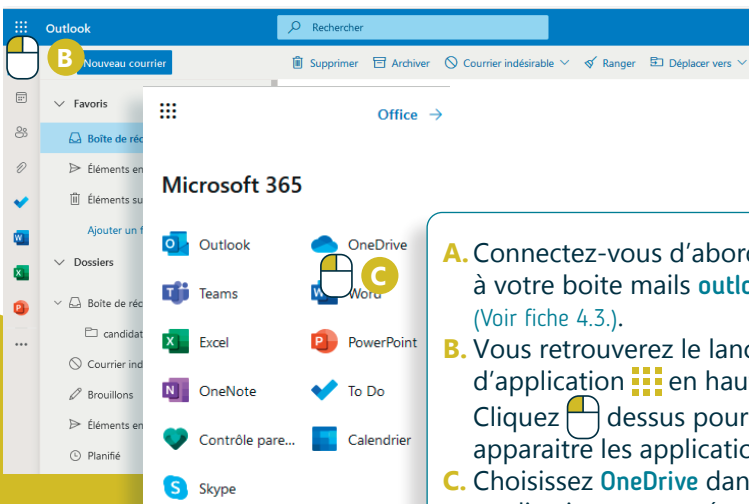 Outlook
Rechercher
B
Nouveau courrier
Supprimer
Archiver
Courrier indésirable
Ranger
Déplacer vers
Favoris
Boîte de réc
Éléments en
Éléments su
Ajouter un f
Dossiers
Boîte de réc
candidat
Courrier ind
Brouillons
Éléments en
Planifié
Office →
Microsoft 365
Outlook
OneDrive
Teams
Word
C
Excel
PowerPoint
OneNote
To Do
Contrôle pare...
Calendrier
Skype
A. Connectez-vous d’abord
à votre boite mails outlo
(Voir fiche 4.3.).
B. Vous retrouverez le lanc
d’application en hau
Cliquez dessus pour
apparaitre les applicatio
C. Choisissez OneDrive dan